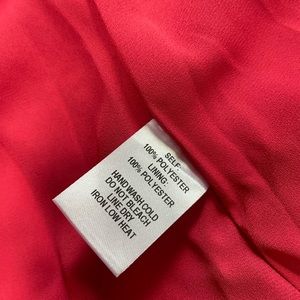 SELF:
100% POLYESTER
LINING:
100% POLYESTER
HAND WASH COLD
DO NOT BLEACH
LINE DRY
IRON LOW HEAT